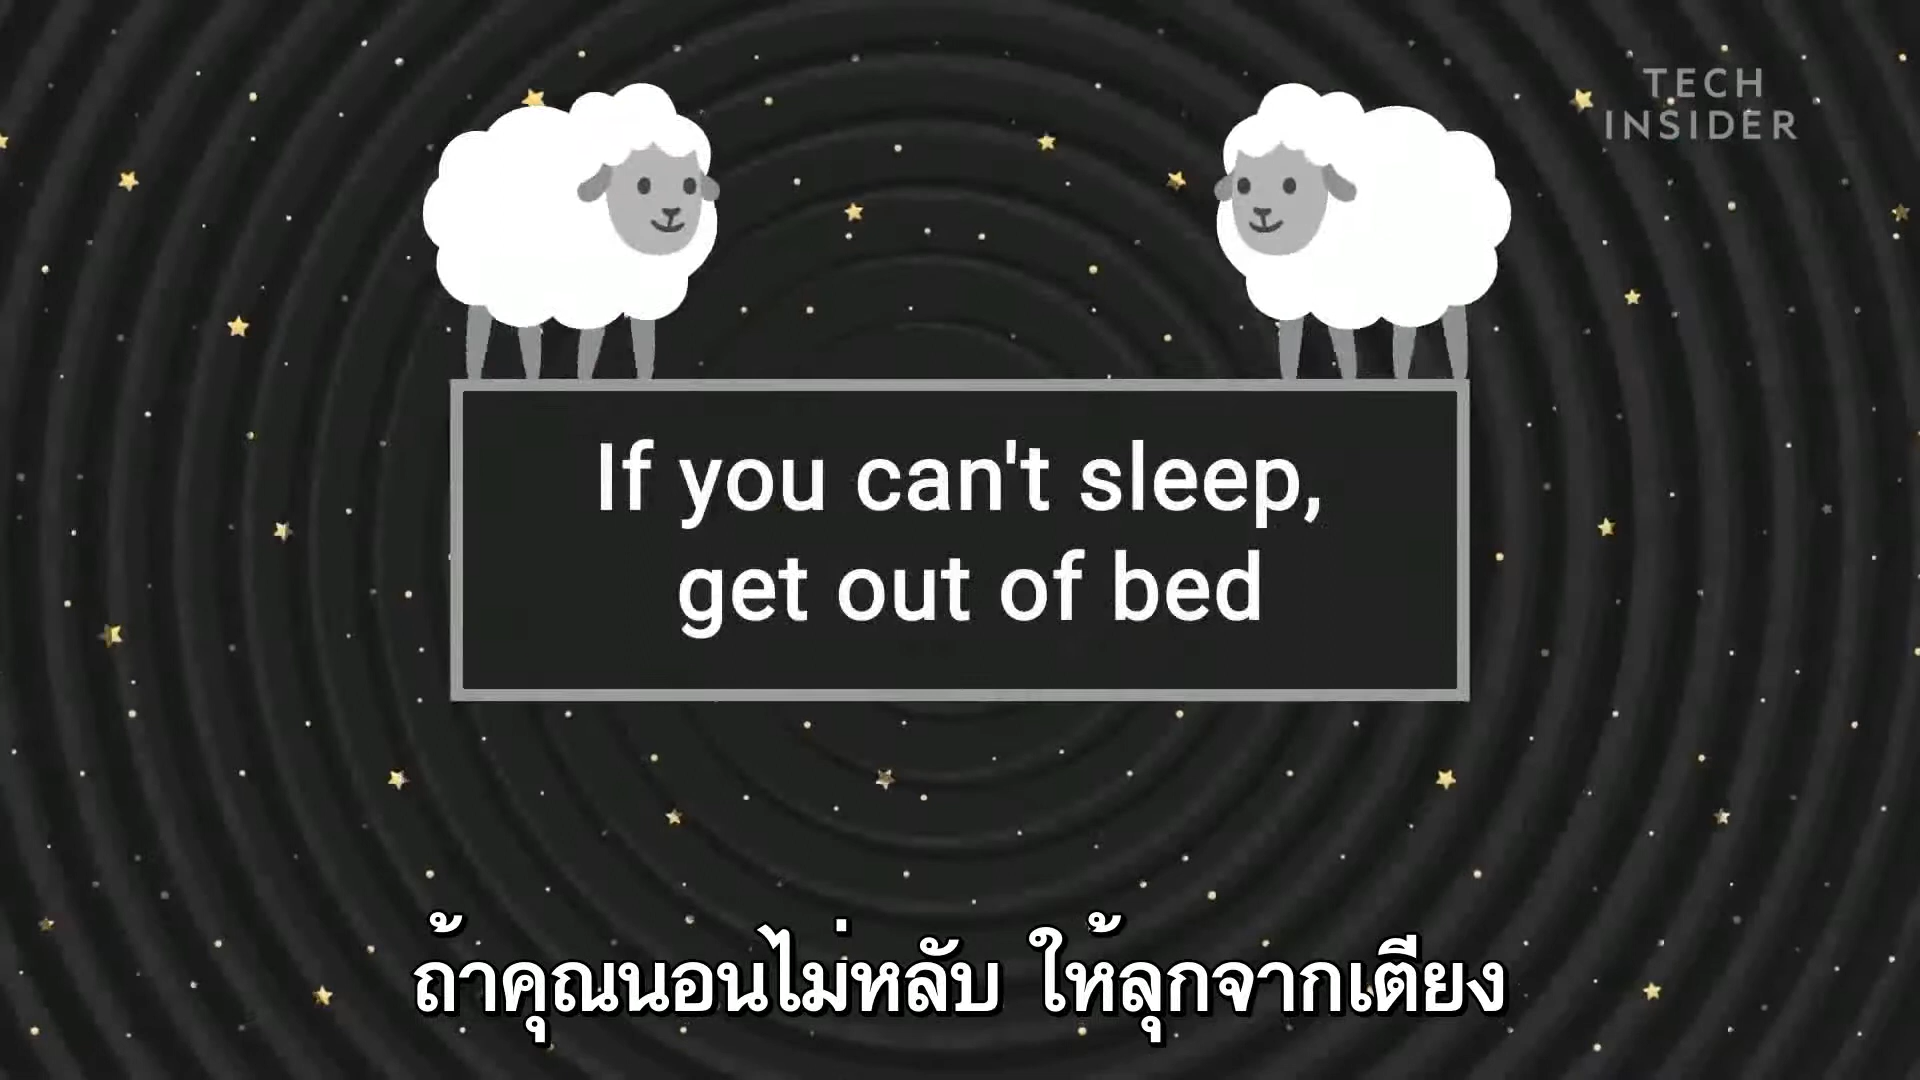 TECH
INSIDER
If you can't sleep,
get out of bed
ถ้าคุณนอนไม่หลับ ให้ลุกจากเตียง